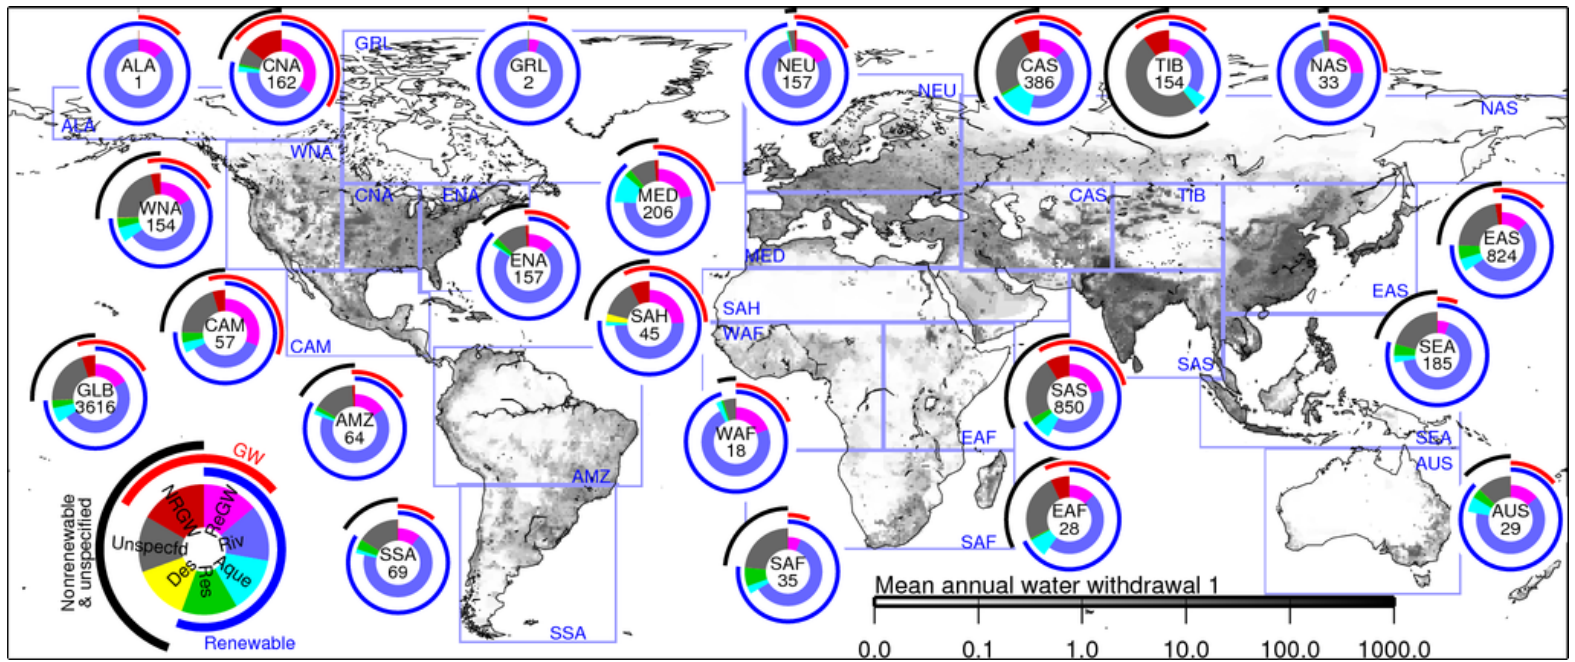 ALA
1
CNA
162
GRL
GRL
2
NEU
157
NEU
CAS
386
TIB
154
NAS
33
NAS
ALA
WNA
WNA
154
CNA
ENA
MED
206
CAS
TIB
EAS
824
ENA
157
MED
CAM
57
SAH
45
SAH
WAF
EAS
CAM
SEA
185
SAS
GLB
3616
AMZ
64
WAF
18
SAS
850
EAF
SEA
AUS
AMZ
SSA
69
SAF
35
EAF
28
SAF
AUS
29
SSA
GW
Nonrenewable
& unspecified
NRGW
ReGW
Unspecfd
Riv
Des
Res
Aque
Renewable
Mean annual water withdrawal 1
0.0 0.1 1.0 10.0 100.0 1000.0